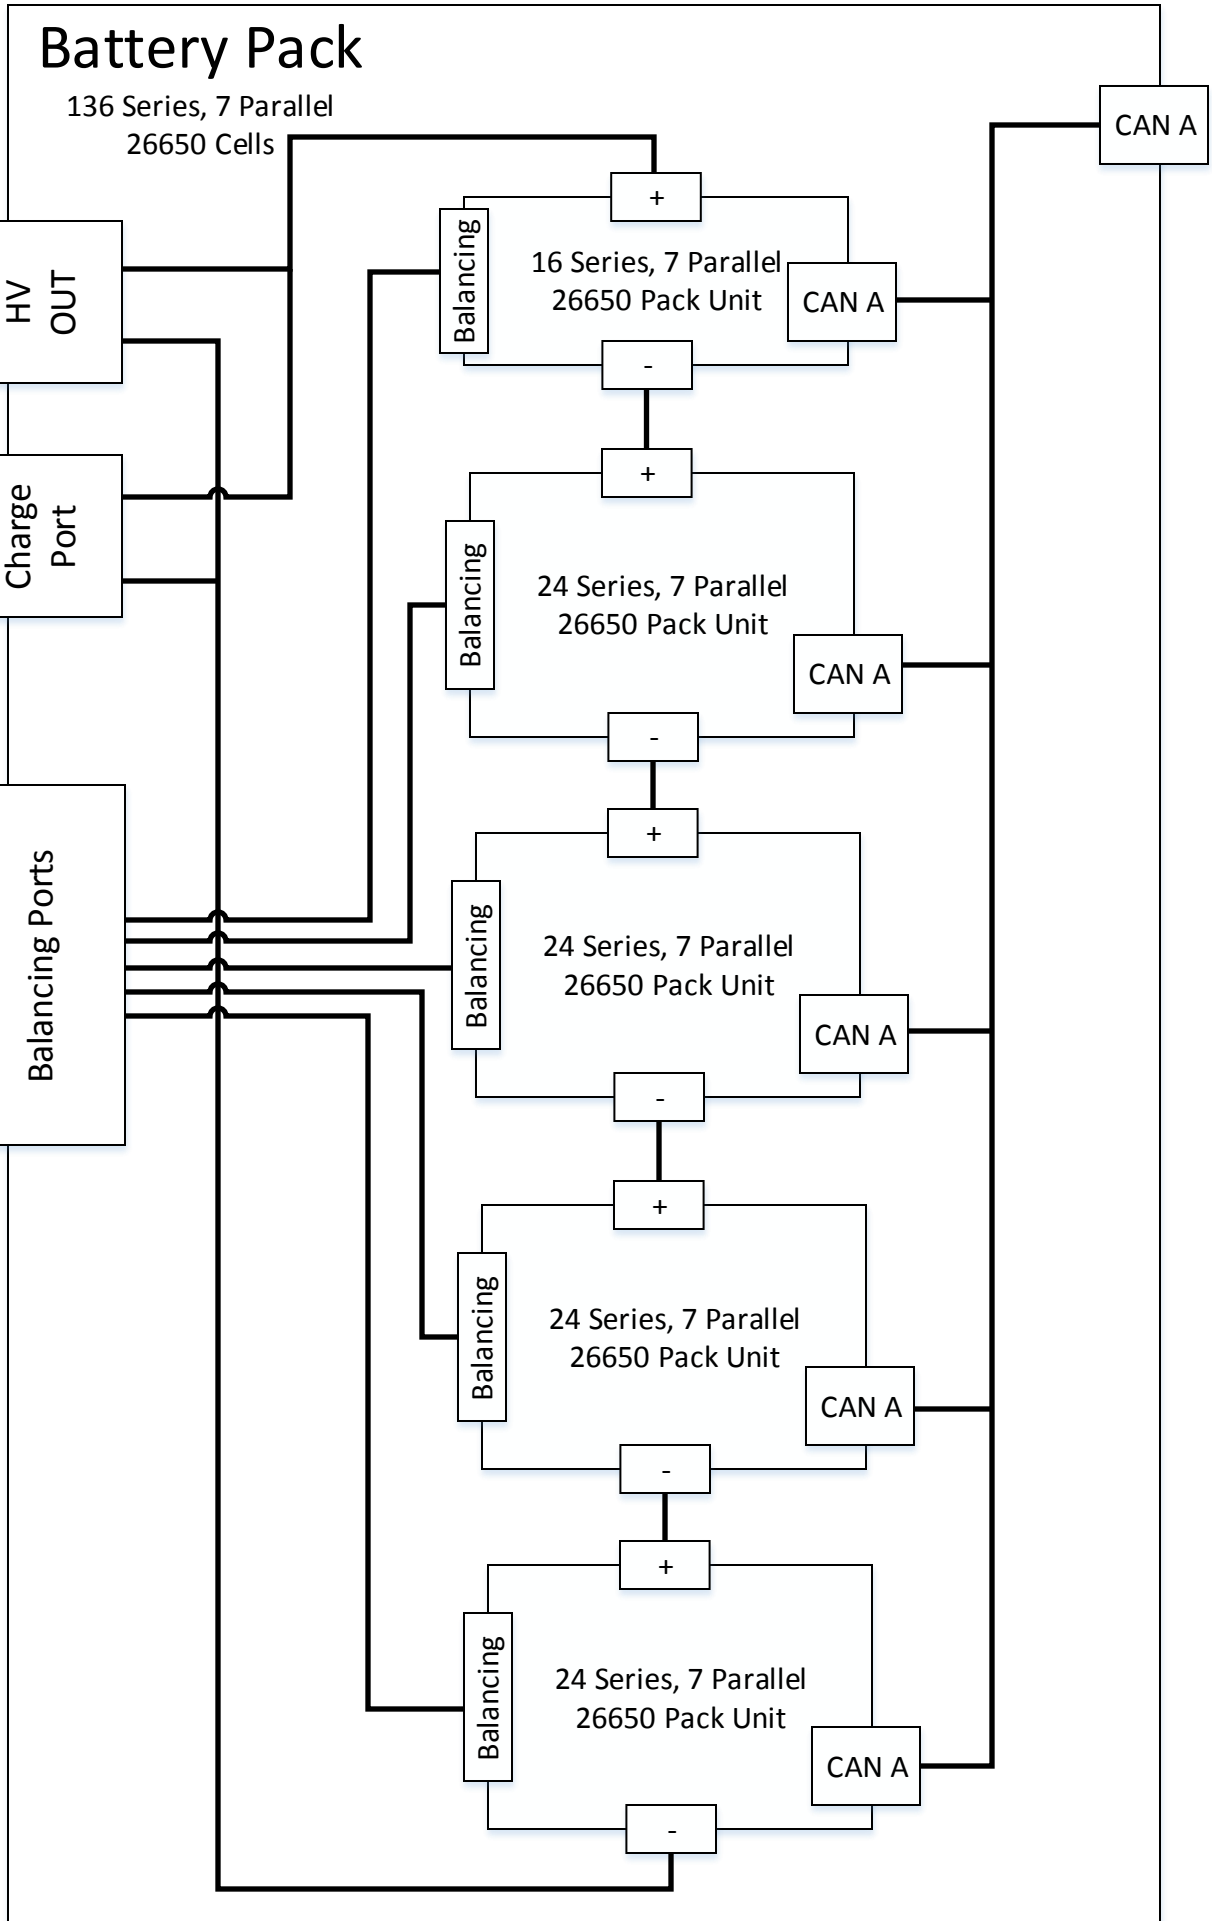 Battery Pack
136 Series, 7 Parallel
26650 Cells
CAN A
HV
OUT
Charge
Port
Balancing Ports
+
Balancing
16 Series, 7 Parallel
26650 Pack Unit
CAN A
-
+
Balancing
24 Series, 7 Parallel
26650 Pack Unit
CAN A
-
+
Balancing
24 Series, 7 Parallel
26650 Pack Unit
CAN A
-
+
Balancing
24 Series, 7 Parallel
26650 Pack Unit
CAN A
-
+
Balancing
24 Series, 7 Parallel
26650 Pack Unit
CAN A
-